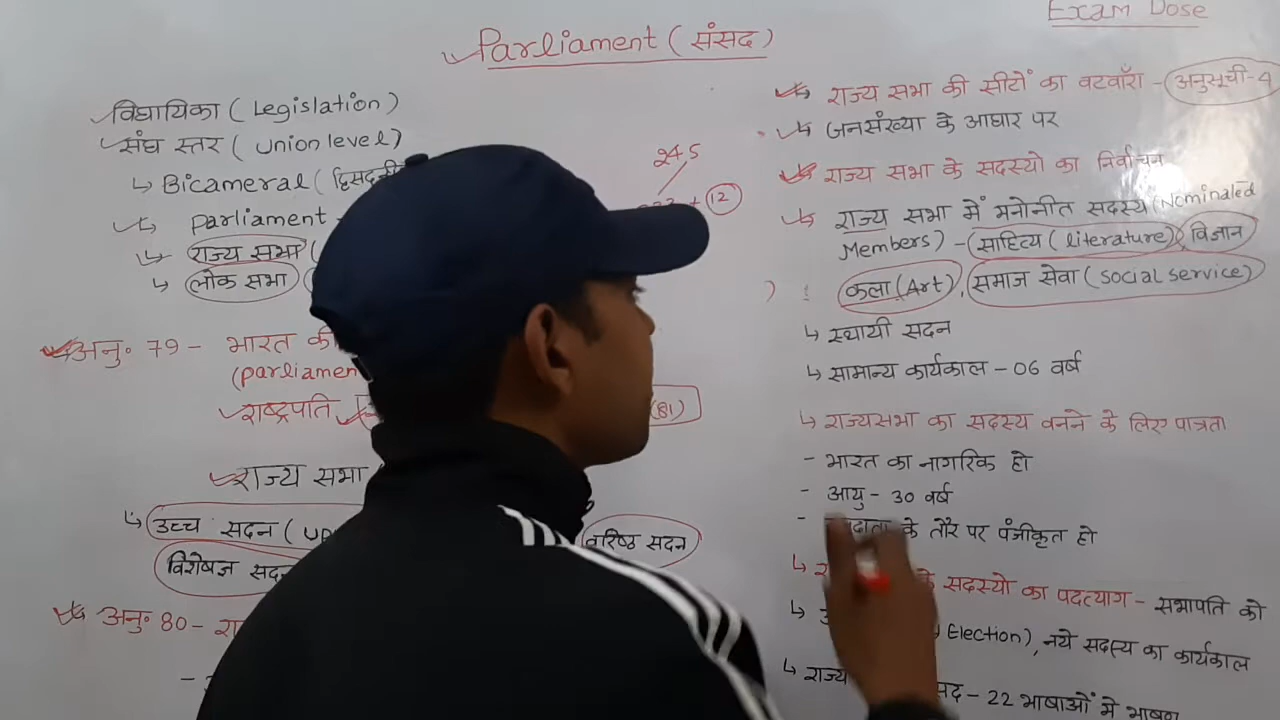 Exam Dose
Parliament (संसद)
विधायिका (Legislation)
संघ स्तर (union level)
Bicameral (द्विसदनी
Parliament
राज्य सभा
लोक सभा
अनु॰ 79 - भारत की
(parliamen
राष्ट्रपति
(81)
राज्य सभा
उच्च सदन (UP
वरिष्ठ सदन
विशेषज्ञ सदन
अनु॰ 80 - रा
245
+ 12
राज्य सभा की सीटों का बटवाँरा - अनुसूची-4
जनसंख्या के आधार पर
राज्य सभा के सदस्यो का निर्वाचन
राज्य सभा में मनोनीत सदस्य (Nominated
Members) - साहित्य (literature), विज्ञान
कला (Art), समाज सेवा (social service)
स्थायी सदन
सामान्य कार्यकाल - 06 वर्ष
राज्यसभा का सदस्य बनने के लिए पात्रता
- भारत का नागरिक हो
- आयु - 30 वर्ष
के तौर पर पंजीकृत हो
के सदस्यो का पदत्याग - सभापति को
Election), नये सदस्य का कार्यकाल
राज्य
सद - 22 भाषाओं मे भाषण